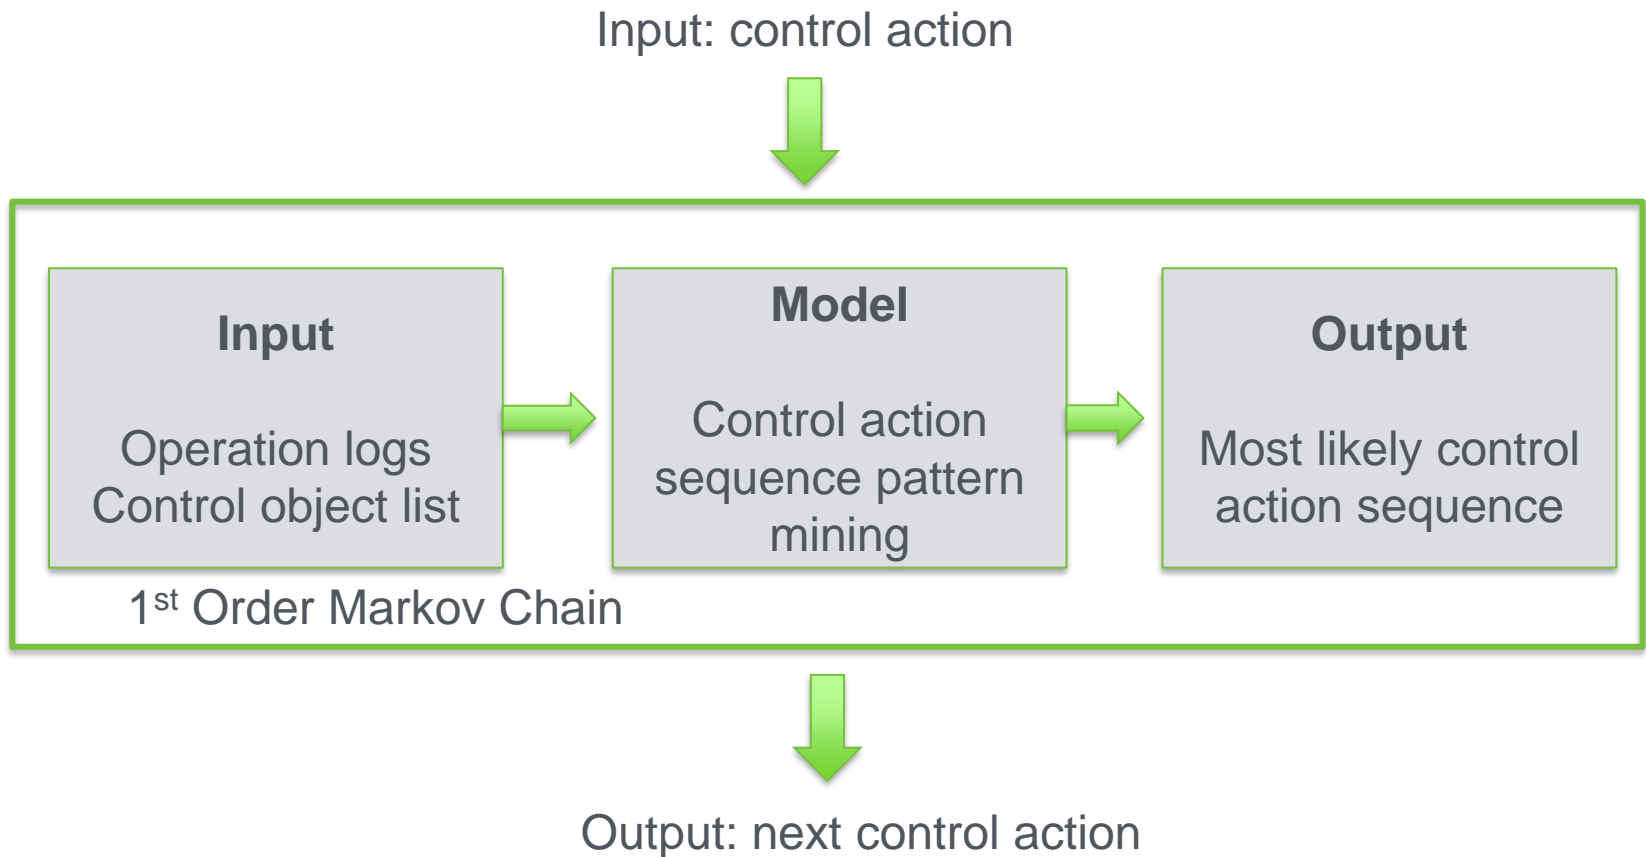 Input: control action
Input
Operation logs
Control object list
Model
Control action
sequence pattern
mining
Output
Most likely control
action sequence
1st Order Markov Chain
Output: next control action